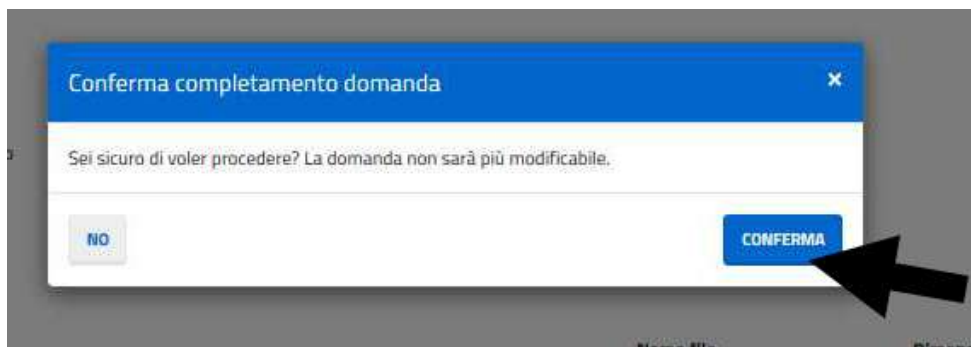 Conferma completamento domanda ×
Sei sicuro di voler procedere? La domanda non sarà più modificabile.
NO
CONFERMA